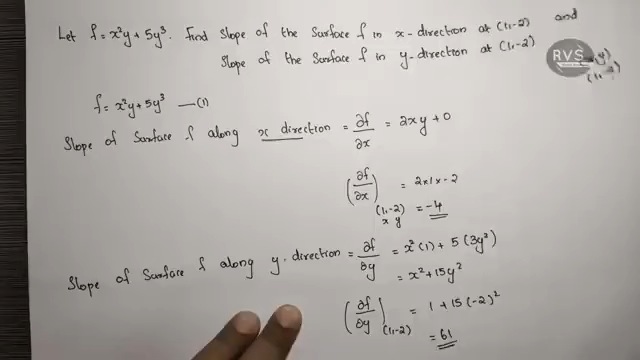 Let f = x²y + 5y³. Find Slope of the Surface f in x-direction at (1,-2) and
Slope of the Surface f in y-direction at (1,-2)
RVS
(1,-2)
f = x²y + 5y³ —(1)
Slope of Surface f along x direction = ∂f/∂x = 2xy + 0
(∂f/∂x) (1,-2) = 2×1×-2
x y = -4
Slope of Surface f along y-direction = ∂f/∂y = x²(1) + 5(3y²)
= x² + 15y²
(∂f/∂y) (1,-2) = 1 + 15(-2)²
= 61